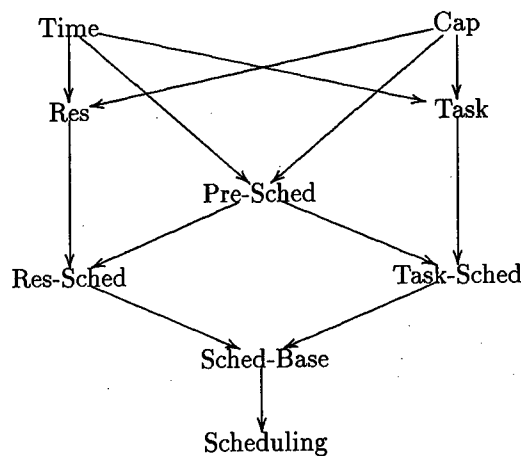 Time
Cap
Res
Task
Pre-Sched
Res-Sched
Task-Sched
Sched-Base
Scheduling